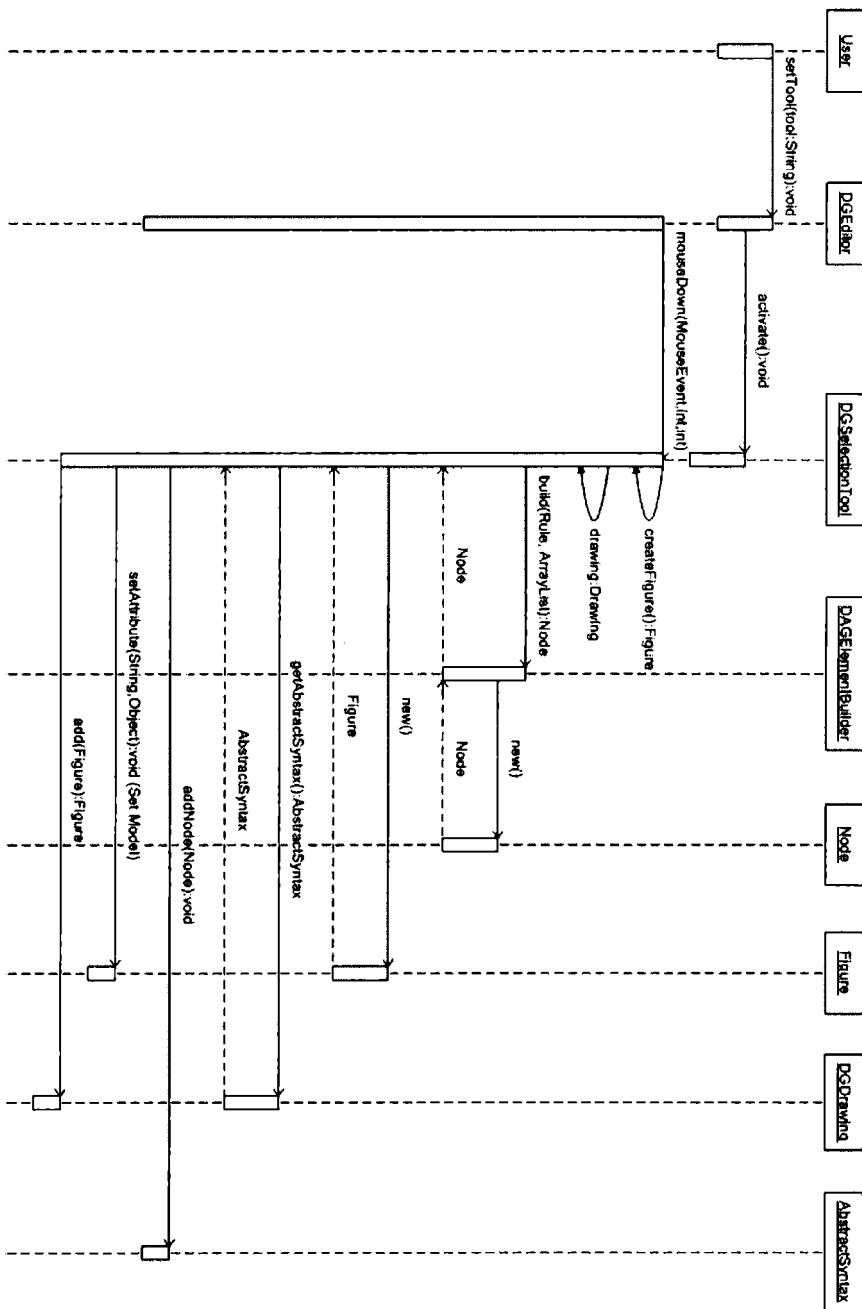 User
DGEditor
DGSelectionTool
DAGElementBuilder
Node
Figure
DGDrawing
AbstractSyntax
setTool(tool:String):void
activate():void
mouseDown(MouseEvent,int,int)
createFigure():Figure
drawing:Drawing
build(Rule, ArrayList):Node
new()
Node
Node
new()
Figure
getAbstractSyntax():AbstractSyntax
AbstractSyntax
addNode(Node):void
setAttribute(String,Object):void (Set Model)
add(Figure):Figure